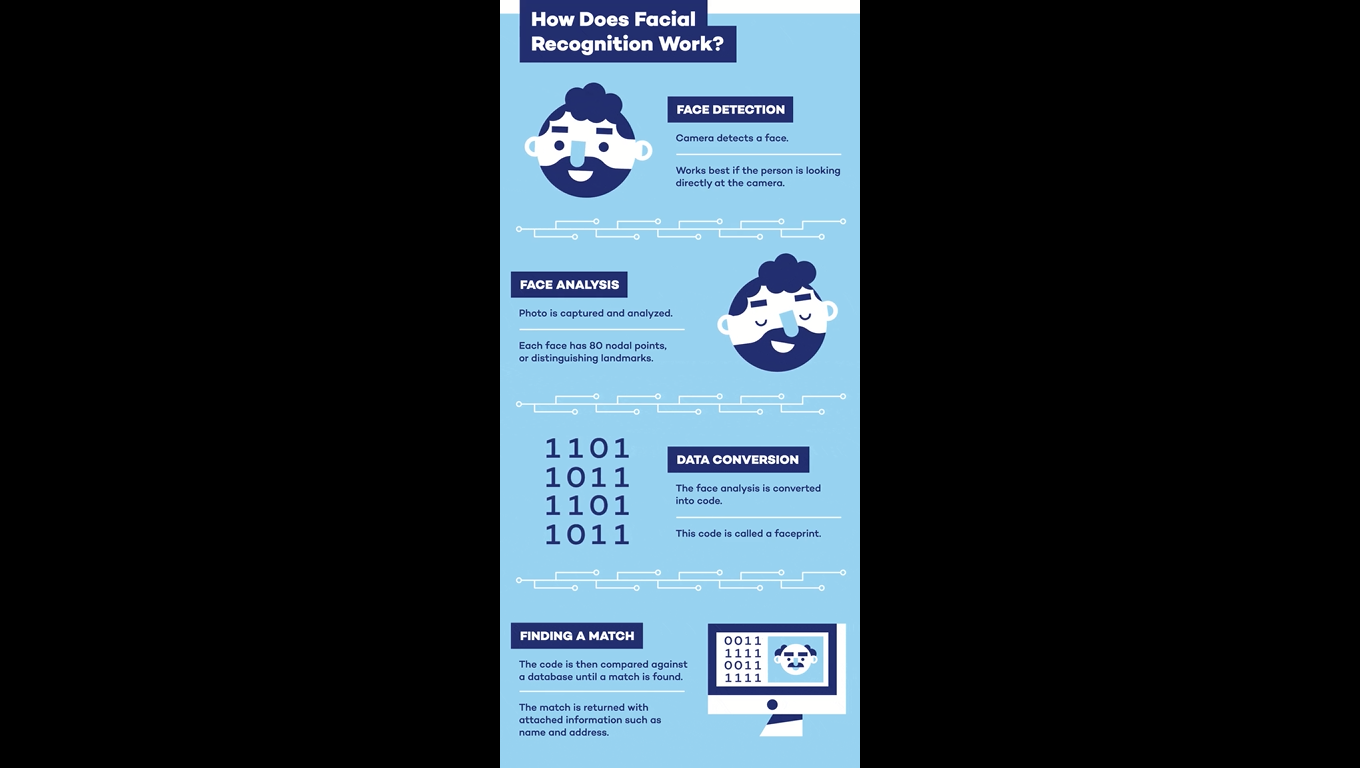 How Does Facial
Recognition Work?
FACE DETECTION
Camera detects a face.
Works best if the person is looking
directly at the camera.
FACE ANALYSIS
Photo is captured and analyzed.
Each face has 80 nodal points,
or distinguishing landmarks.
1101
1011
1101
1011
DATA CONVERSION
The face analysis is converted
into code.
This code is called a faceprint.
FINDING A MATCH
The code is then compared against
a database until a match is found.
The match is returned with
attached information such as
name and address.
0011
1111
0011
1111